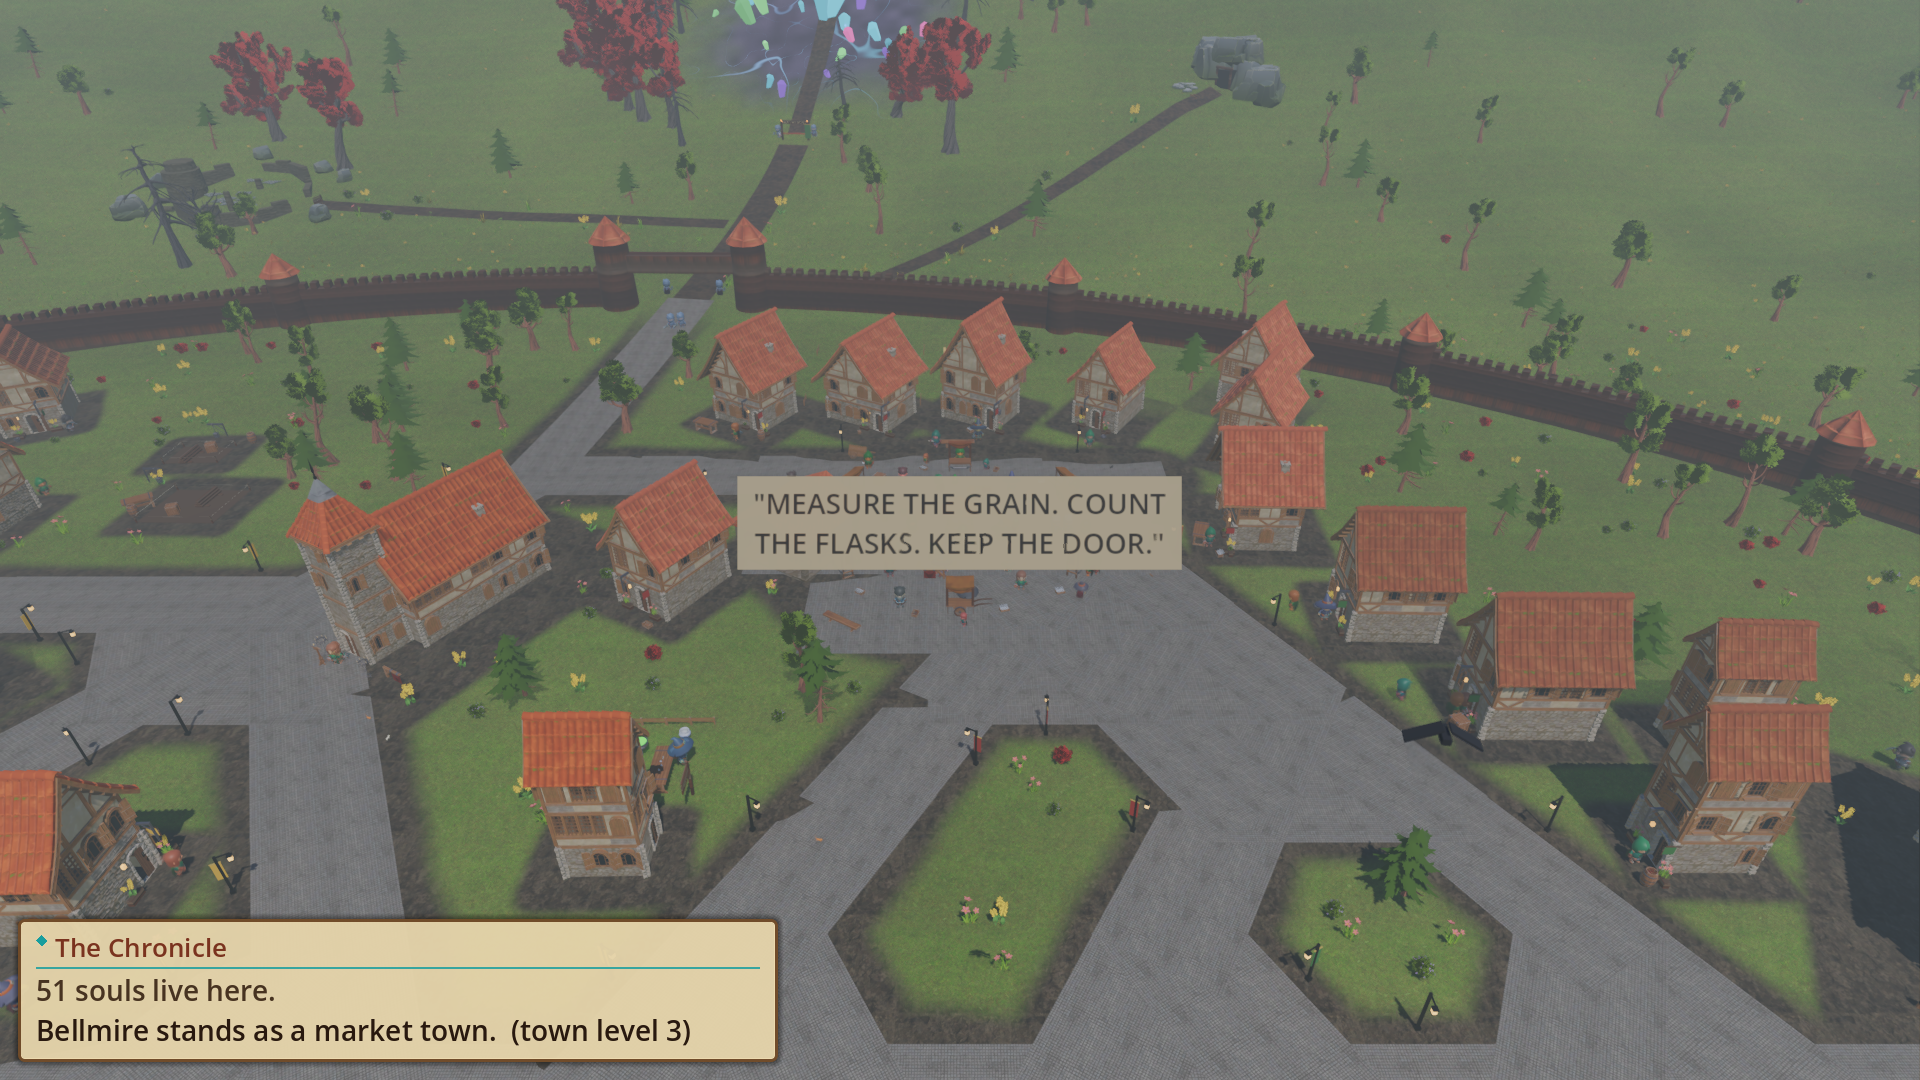 "MEASURE THE GRAIN. COUNT
THE FLASKS. KEEP THE DOOR."
The Chronicle
51 souls live here.
Bellmire stands as a market town. (town level 3)